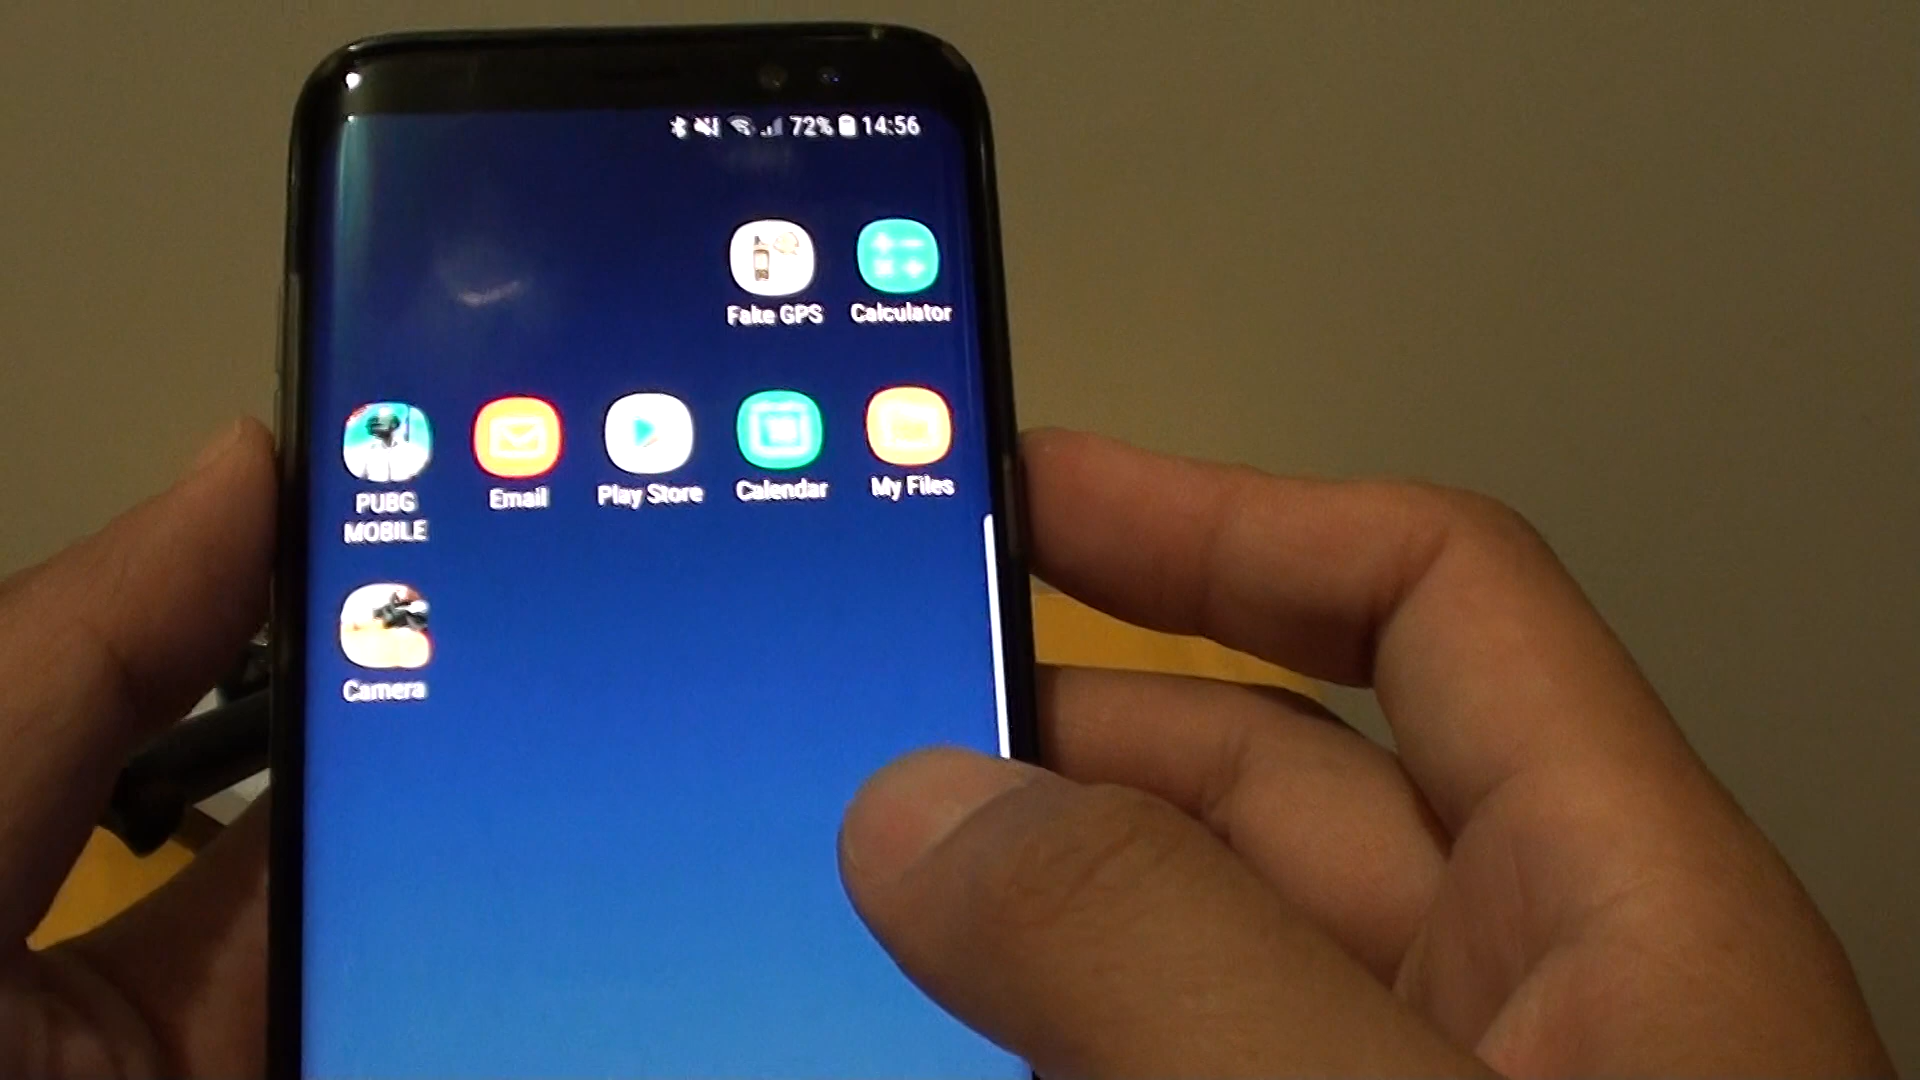 72% 14:56
Fake GPS
Calculator
PUBG
MOBILE
Email
Play Store
Calendar
My Files
Camera